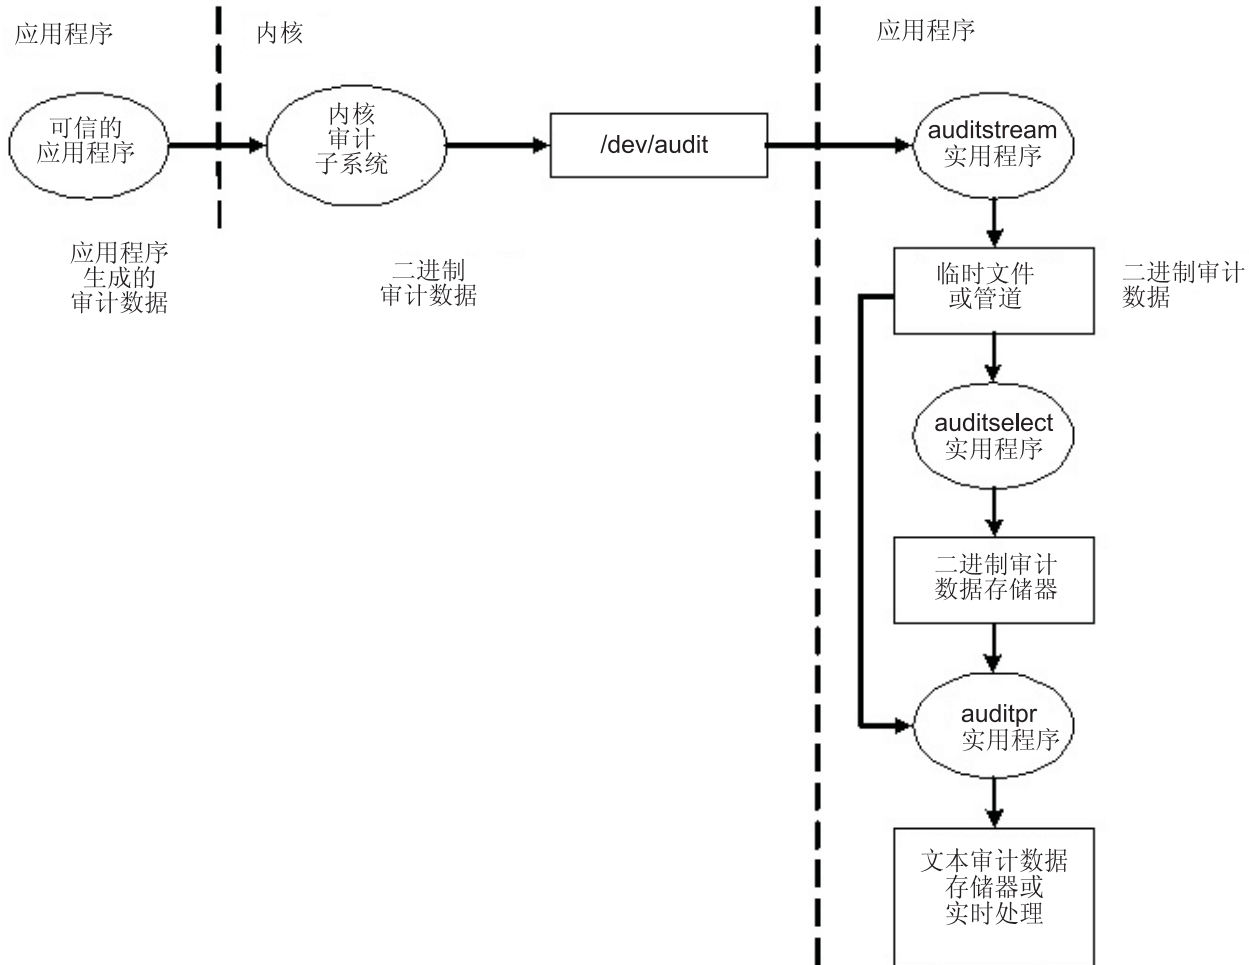 应用程序
内核
应用程序
可信的
应用程序
内核
审计
子系统
/dev/audit
auditstream
实用程序
应用程序
生成的
审计数据
二进制
审计数据
临时文件
或管道
二进制审计
数据
auditselect
实用程序
二进制审计
数据存储器
auditpr
实用程序
文本审计数据
存储器或
实时处理